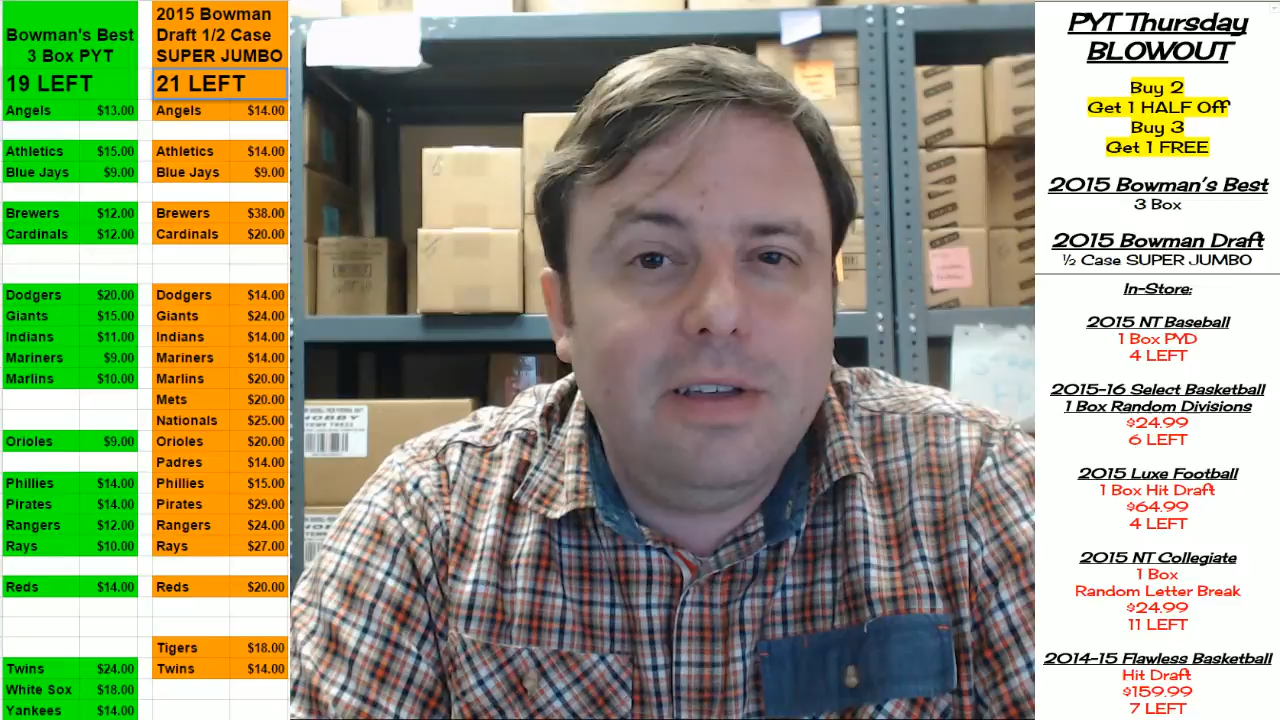 Bowman's Best
3 Box PYT
19 LEFT
Angels $13.00
Athletics $15.00
Blue Jays $9.00
Brewers $12.00
Cardinals $12.00
Dodgers $20.00
Giants $15.00
Indians $11.00
Mariners $9.00
Marlins $10.00
Orioles $9.00
Phillies $14.00
Pirates $14.00
Rangers $12.00
Rays $10.00
Reds $14.00
Twins $24.00
White Sox $18.00
Yankees $14.00
2015 Bowman
Draft 1/2 Case
SUPER JUMBO
21 LEFT
Angels $14.00
Athletics $14.00
Blue Jays $9.00
Brewers $38.00
Cardinals $20.00
Dodgers $14.00
Giants $24.00
Indians $14.00
Mariners $14.00
Marlins $20.00
Mets $20.00
Nationals $25.00
Orioles $20.00
Padres $14.00
Phillies $15.00
Pirates $29.00
Rangers $24.00
Rays $27.00
Reds $20.00
Tigers $18.00
Twins $14.00
HOBBY
PYT Thursday
BLOWOUT
Buy 2
Get 1 HALF Off
Buy 3
Get 1 FREE
2015 Bowman's Best
3 Box
2015 Bowman Draft
½ Case SUPER JUMBO
In-Store:
2015 NT Baseball
1 Box PYD
4 LEFT
2015-16 Select Basketball
1 Box Random Divisions
$24.99
6 LEFT
2015 Luxe Football
1 Box Hit Draft
$64.99
4 LEFT
2015 NT Collegiate
1 Box
Random Letter Break
$24.99
11 LEFT
2014-15 Flawless Basketball
Hit Draft
$159.99
7 LEFT